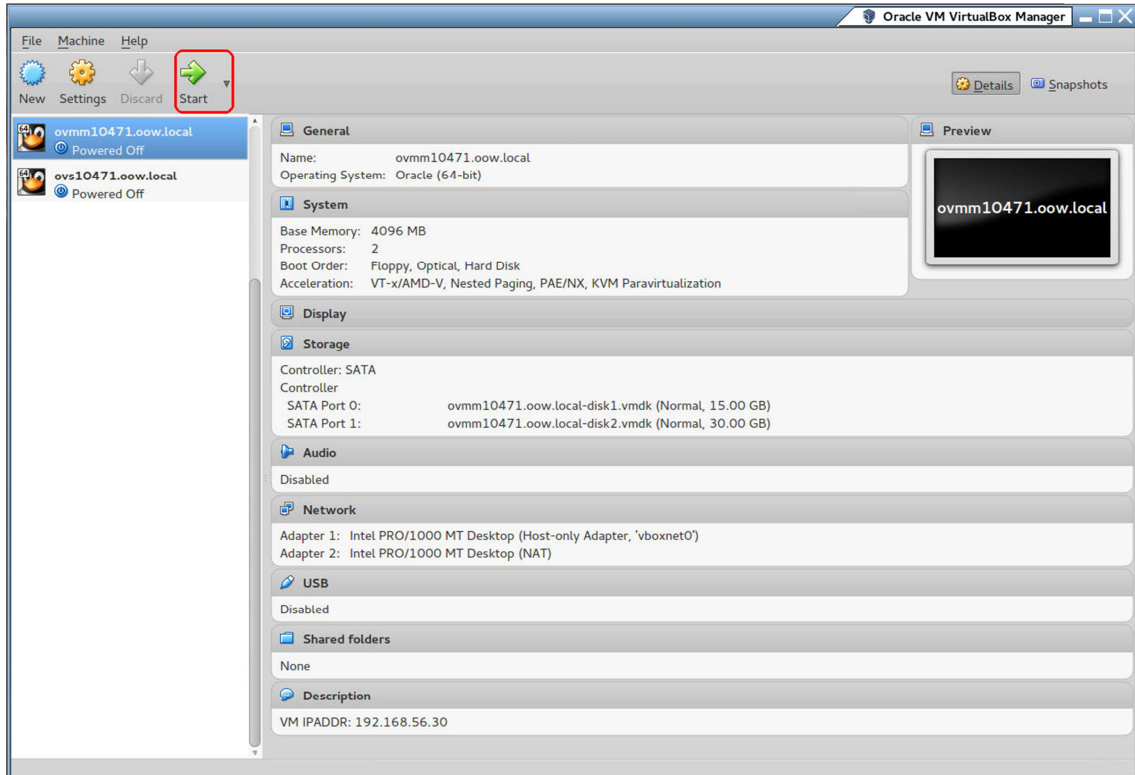 Oracle VM VirtualBox Manager
File Machine Help
New Settings Discard Start
Details Snapshots
64
ovmm10471.oow.local
Powered Off
64
ovs10471.oow.local
Powered Off
General
Name: ovmm10471.oow.local
Operating System: Oracle (64-bit)
Preview
ovmm10471.oow.local
System
Base Memory: 4096 MB
Processors: 2
Boot Order: Floppy, Optical, Hard Disk
Acceleration: VT-x/AMD-V, Nested Paging, PAE/NX, KVM Paravirtualization
Display
Storage
Controller: SATA
Controller
SATA Port 0: ovmm10471.oow.local-disk1.vmdk (Normal, 15.00 GB)
SATA Port 1: ovmm10471.oow.local-disk2.vmdk (Normal, 30.00 GB)
Audio
Disabled
Network
Adapter 1: Intel PRO/1000 MT Desktop (Host-only Adapter, 'vboxnet0')
Adapter 2: Intel PRO/1000 MT Desktop (NAT)
USB
Disabled
Shared folders
None
Description
VM IPADDR: 192.168.56.30